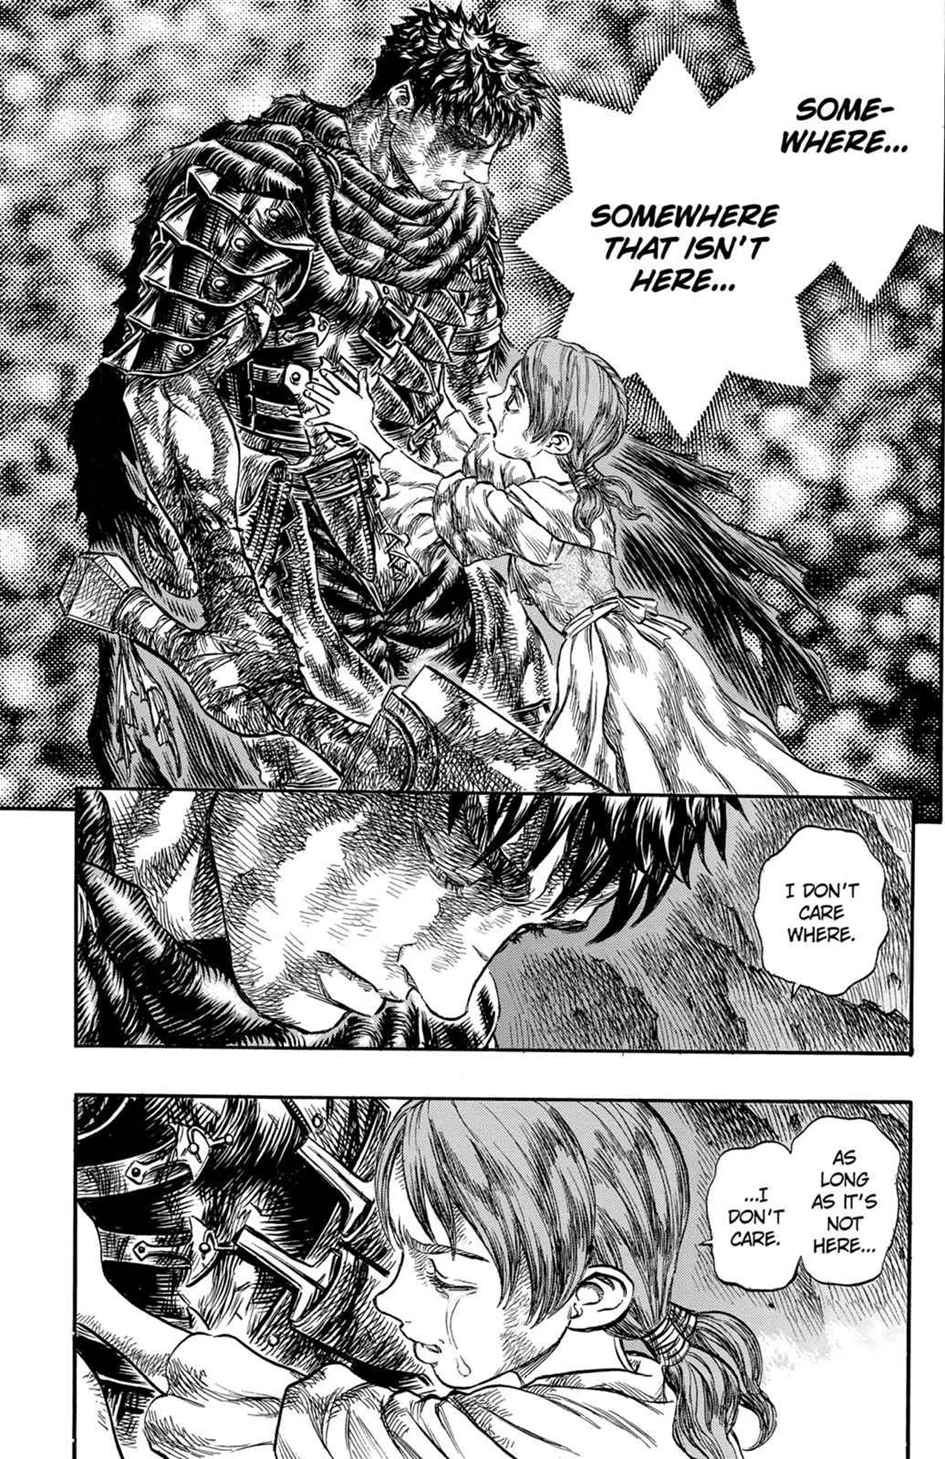 SOME-
WHERE...
SOMEWHERE
THAT ISN'T
HERE...
I DON'T
CARE
WHERE.
AS
LONG
AS IT'S
NOT
HERE...
...I
DON'T
CARE.